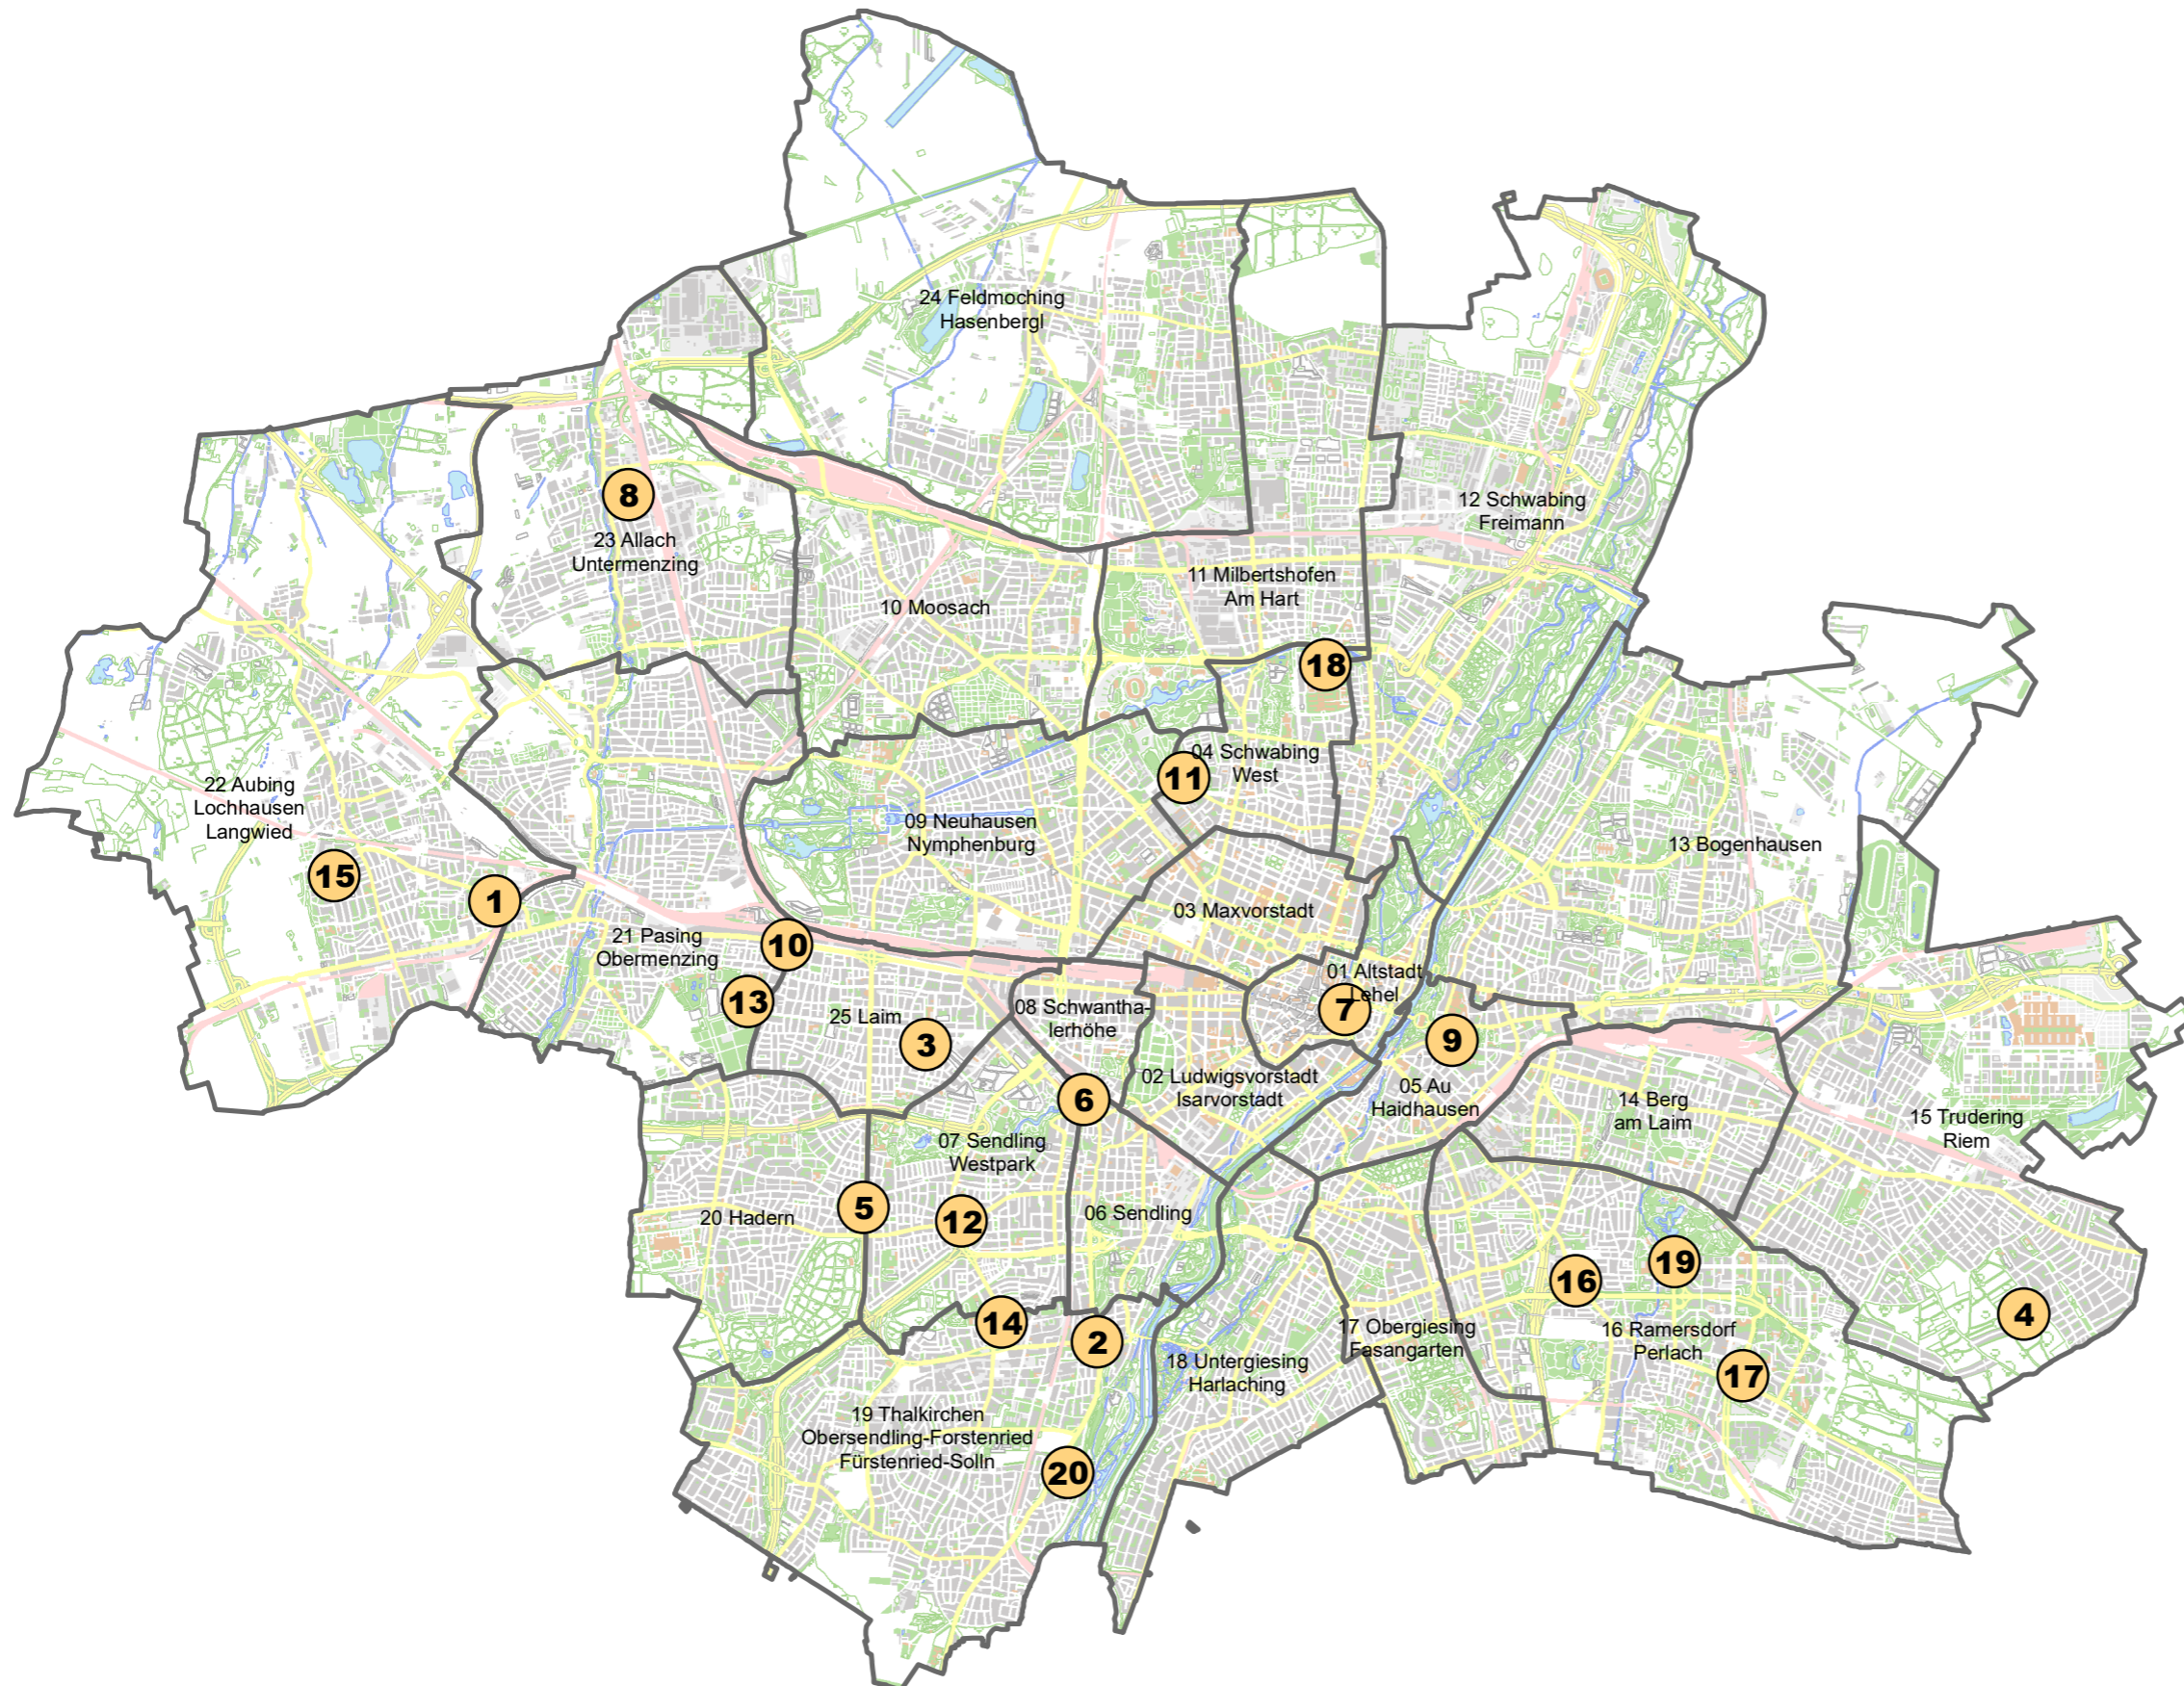 24 Feldmoching
Hasenbergl
8
12 Schwabing
Freimann
23 Allach
Untermenzing
11 Milbertshofen
Am Hart
10 Moosach
18
04 Schwabing
West
11
22 Aubing
Lochhausen
Langwied
09 Neuhausen
Nymphenburg
13 Bogenhausen
15
1
03 Maxvorstadt
21 Pasing
Obermenzing
10
01 Altstadt
Lehel
13
7
08 Schwantha-
lerhöhe
25 Laim
3
9
02 Ludwigsvorstadt
Isarvorstadt
6
05 Au
Haidhausen
14 Berg
am Laim
15 Trudering
Riem
07 Sendling
Westpark
5
20 Hadern
12
06 Sendling
19
16
4
14
2
17 Obergiesing
Fasangarten
16 Ramersdorf
Perlach
18 Untergiesing
Harlaching
17
19 Thalkirchen
Obersendling-Forstenried
Fürstenried-Solln
20